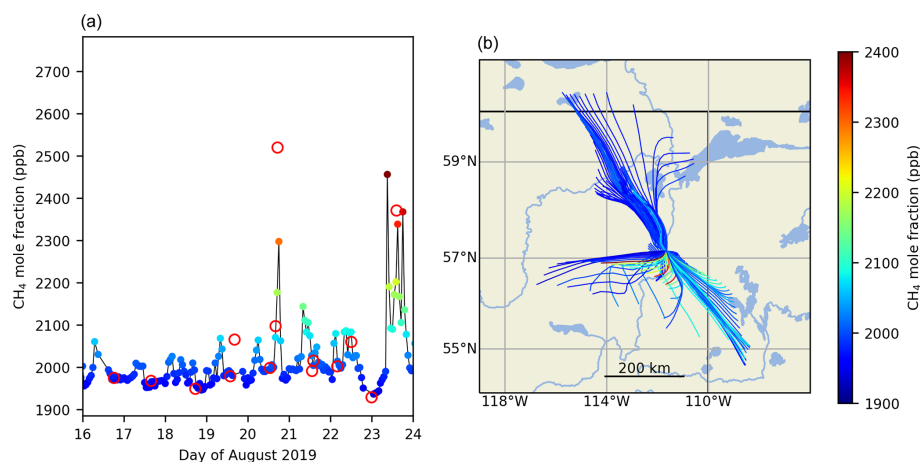 (a)
2700
2600
2500
2400
2300
2200
2100
2000
1900
CH₄ mole fraction (ppb)
16 17 18 19 20 21 22 23 24
Day of August 2019
(b)
59°N
57°N
55°N
200 km
118°W 114°W 110°W
2400
2300
2200
2100
2000
1900
CH₄ mole fraction (ppb)